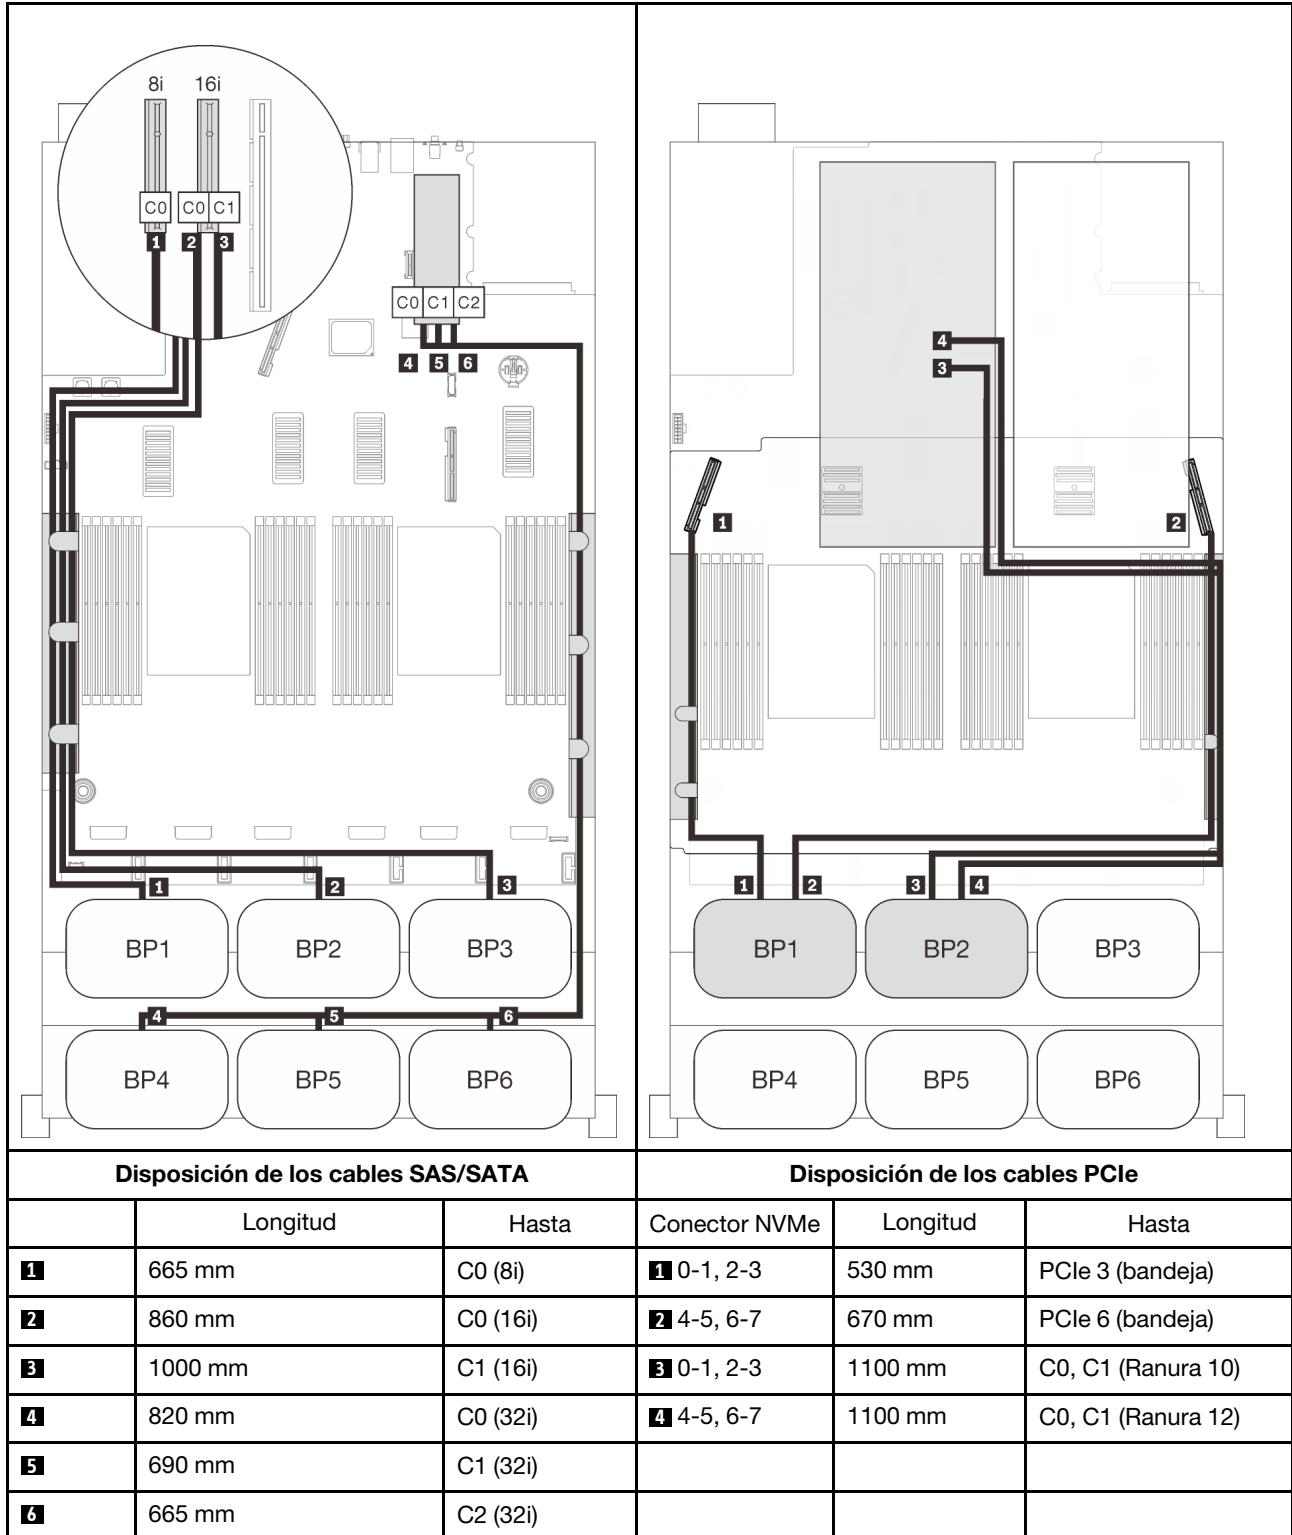 8i 16i
C0 C0 C1
1 2 3
C0 C1 C2
4 5 6
1 2 3
BP1 BP2 BP3
4 5 6
BP4 BP5 BP6
4
3
1 2
1 2 3 4
BP1 BP2 BP3
BP4 BP5 BP6
Disposición de los cables SAS/SATA
Longitud Hasta
1 665 mm C0 (8i)
2 860 mm C0 (16i)
3 1000 mm C1 (16i)
4 820 mm C0 (32i)
5 690 mm C1 (32i)
6 665 mm C2 (32i)
Disposición de los cables PCIe
Conector NVMe Longitud Hasta
1 0-1, 2-3 530 mm PCIe 3 (bandeja)
2 4-5, 6-7 670 mm PCIe 6 (bandeja)
3 0-1, 2-3 1100 mm C0, C1 (Ranura 10)
4 4-5, 6-7 1100 mm C0, C1 (Ranura 12)